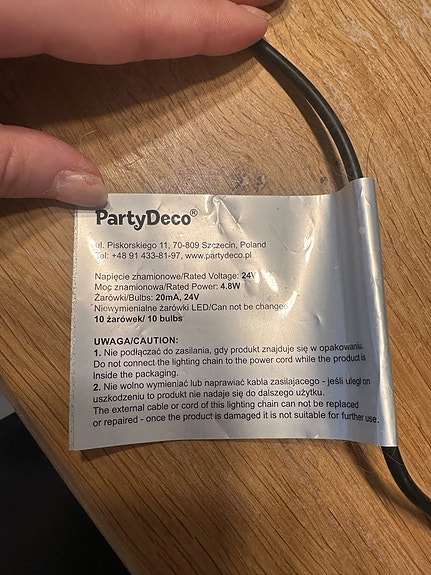 PartyDeco®
ul. Piskorskiego 11, 70-809 Szczecin, Poland
Tel: +48 91 433-81-97, www.partydeco.pl
Napięcie znamionowe/Rated Voltage: 24V
Moc znamionowa/Rated Power: 4.8W
Żarówki/Bulbs: 20mA, 24V
Niewymienialne żarówki LED/Can not be changed
10 żarówek/ 10 bulbs
UWAGA/CAUTION:
1. Nie podłączać do zasilania, gdy produkt znajduje się w opakowaniu.
Do not connect the lighting chain to the power cord while the product is
Inside the packaging.
2. Nie wolno wymieniać lub naprawiać kabla zasilającego - jeśli uległ on
uszkodzeniu to produkt nie nadaje się do dalszego użytku.
The external cable or cord of this lighting chain can not be replaced
or repaired - once the product is damaged it is not suitable for further use.